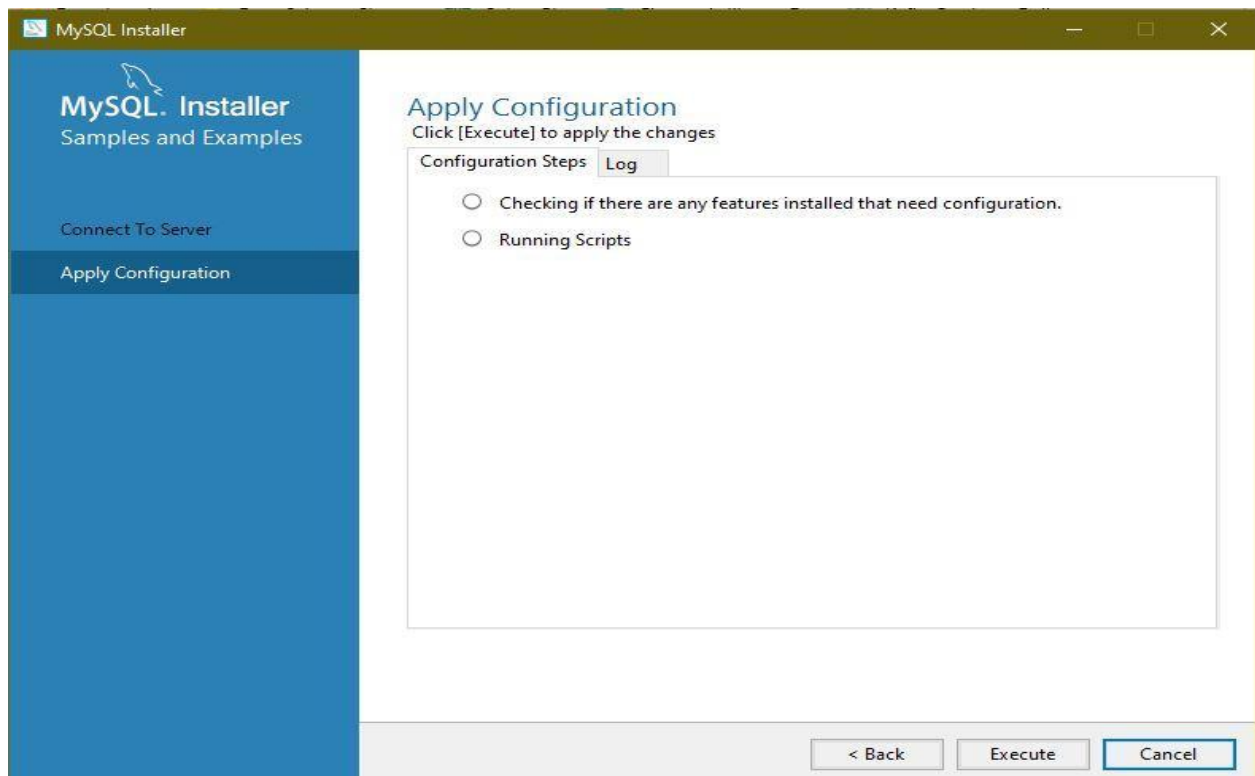 MySQL Installer
MySQL. Installer
Samples and Examples
Connect To Server
Apply Configuration
Apply Configuration
Click [Execute] to apply the changes
Configuration Steps Log
Checking if there are any features installed that need configuration.
Running Scripts
< Back Execute Cancel